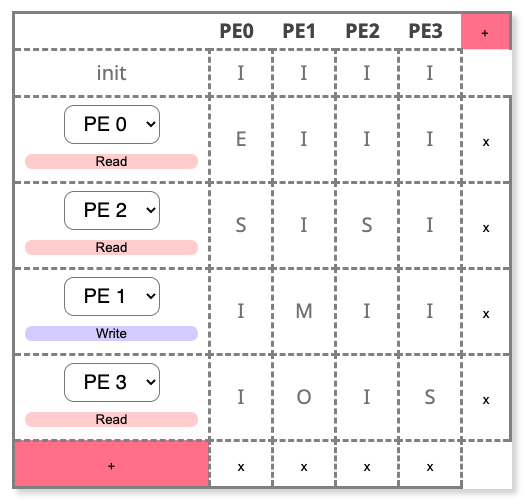 PE0 PE1 PE2 PE3 +
init I I I I
PE 0
E I I I x
Read
PE 2
S I S I x
Read
PE 1
I M I I x
Write
PE 3
I O I S x
Read
+ x x x x